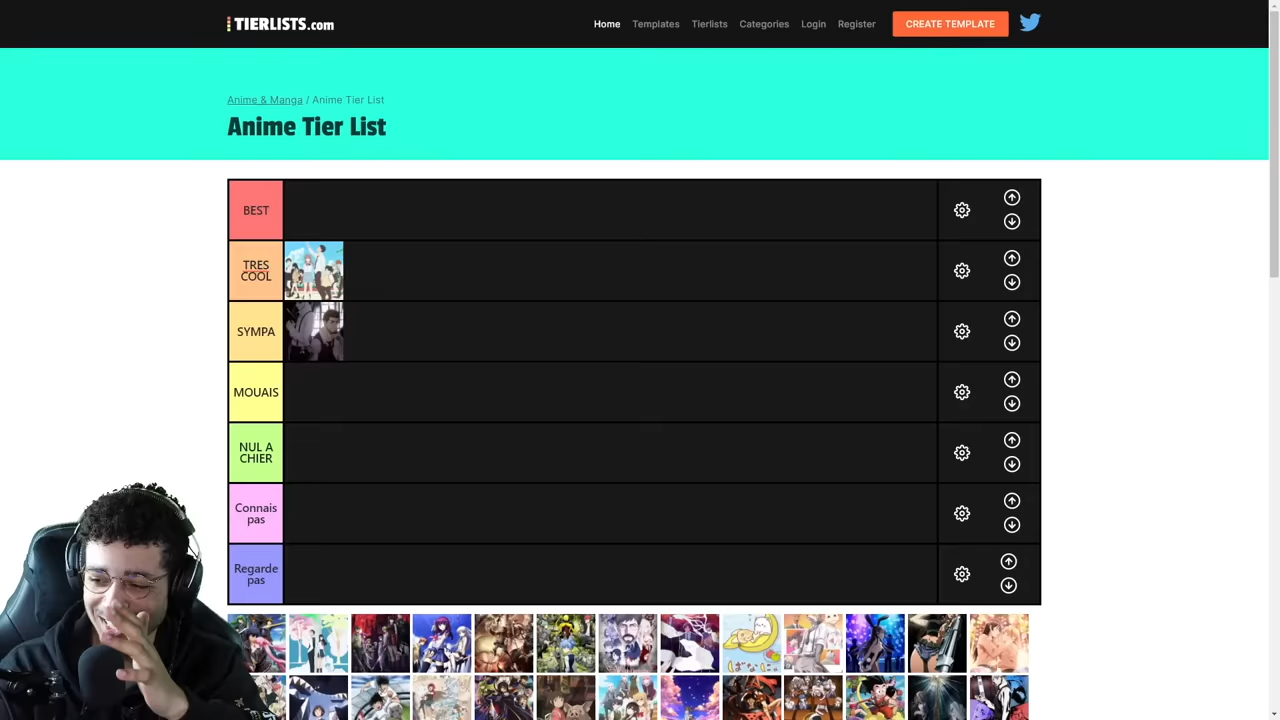 TIERLISTS.com
Home
Templates
Tierlists
Categories
Login
Register
CREATE TEMPLATE
Anime & Manga / Anime Tier List
Anime Tier List
BEST
TRES
COOL
SYMPA
MOUAIS
NUL A
CHIER
Connais
pas
Regarde
pas